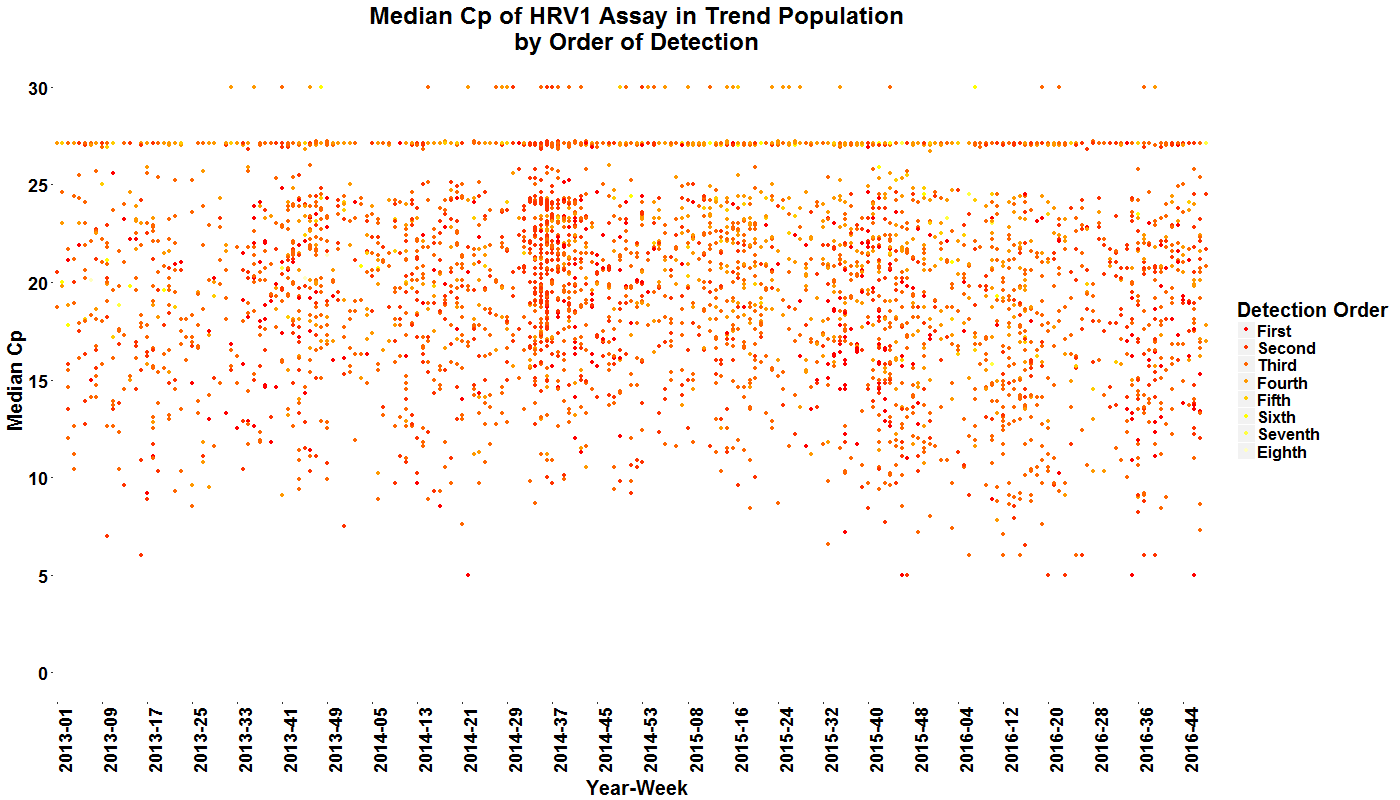 Median Cp of HRV1 Assay in Trend Population
by Order of Detection
Median Cp
30
25
20
15
10
5
0
2013-01
2013-09
2013-17
2013-25
2013-33
2013-41
2013-49
2014-05
2014-13
2014-21
2014-29
2014-37
2014-45
2014-53
2015-08
2015-16
2015-24
2015-32
2015-40
2015-48
2016-04
2016-12
2016-20
2016-28
2016-36
2016-44
Year-Week
Detection Order
First
Second
Third
Fourth
Fifth
Sixth
Seventh
Eighth